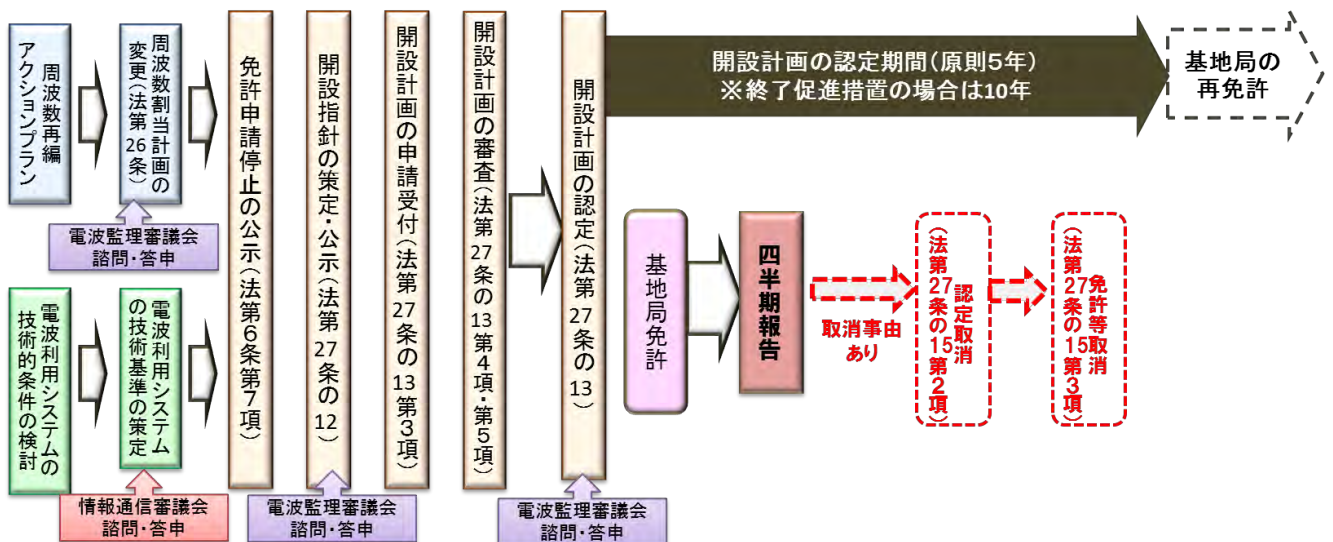 周波数再編
アクションプラン
周波数割当計画の
変更(法第26条)
電波監理審議会
諮問・答申
電波利用システムの
技術的条件の検討
電波利用システム
の技術基準の策定
情報通信審議会
諮問・答申
免許申請停止の公示(法第6条第7項)
開設指針の策定・公示(法第27条の12)
電波監理審議会
諮問・答申
開設計画の申請受付(法第27条の13第3項)
開設計画の審査(法第27条の13第4項・第5項)
開設計画の認定(法第27条の13)
電波監理審議会
諮問・答申
開設計画の認定期間(原則5年)
※終了促進措置の場合は10年
基地局の
再免許
基地局免許
四半期報告
取消事由
あり
認定取消
(法第27条の15第2項)
免許等取消
(法第27条の15第3項)